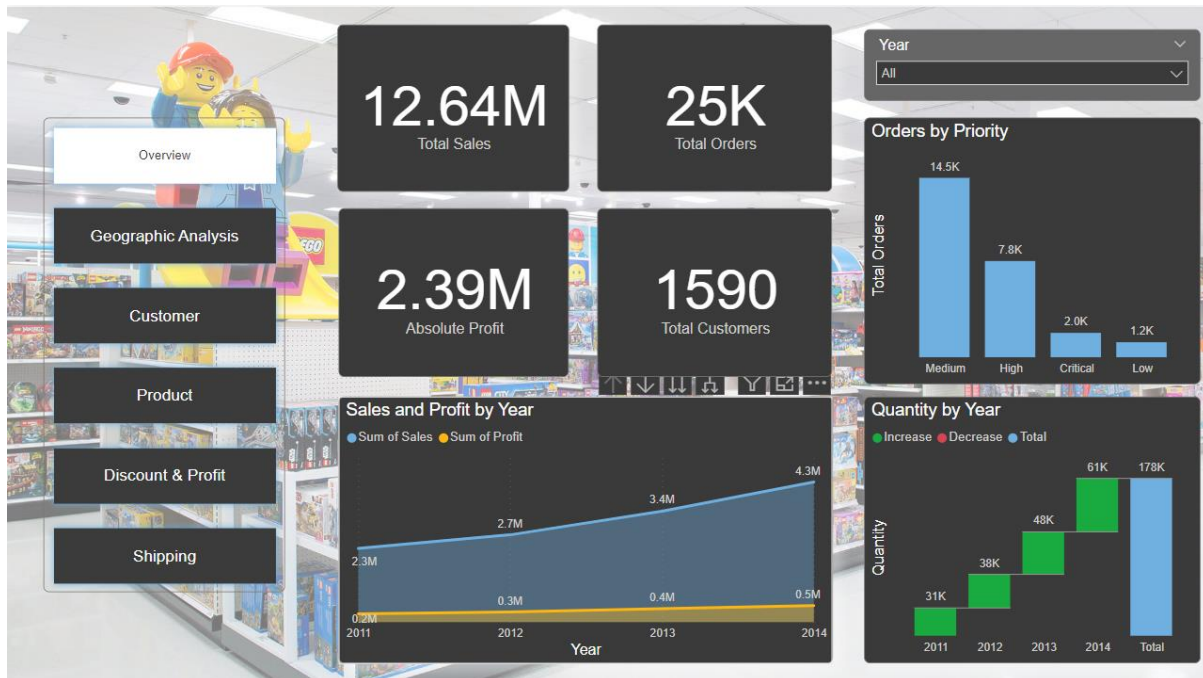 Overview
Geographic Analysis
Customer
Product
Discount & Profit
Shipping
LEGO
12.64M
Total Sales
25K
Total Orders
2.39M
Absolute Profit
1590
Total Customers
Year
All
Orders by Priority
Total Orders
14.5K
7.8K
2.0K
1.2K
Medium High Critical Low
Sales and Profit by Year
Sum of Sales Sum of Profit
4.3M
3.4M
2.7M
2.3M
0.5M
0.4M
0.3M
0.2M
2011 2012 2013 2014
Year
Quantity by Year
Increase Decrease Total
Quantity
61K 178K
48K
38K
31K
2011 2012 2013 2014 Total